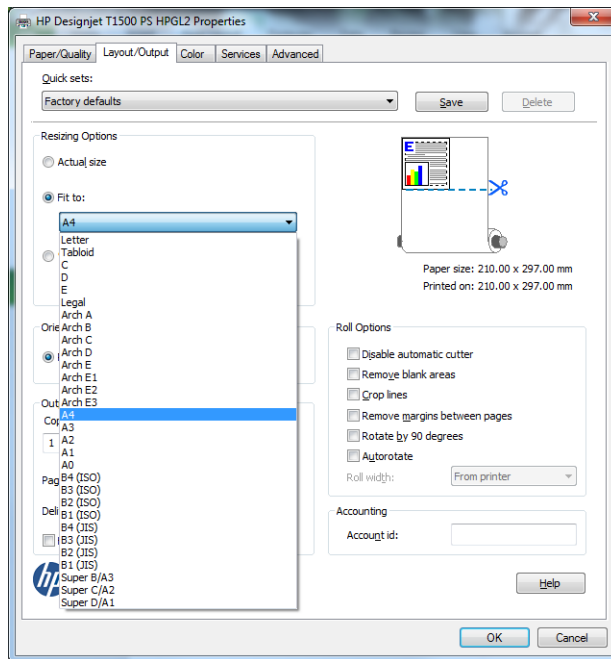 HP Designjet T1500 PS HPGL2 Properties
Paper/Quality Layout/Output Color Services Advanced
Quick sets:
Factory defaults Save Delete
Resizing Options
Actual size
Fit to:
A4
Letter
Tabloid
C
D
E
Legal
Arch A
Arch B
Arch C
Arch D
Arch E
Arch E1
Arch E2
Arch E3
A4
A3
A2
A1
A0
B4 (ISO)
B3 (ISO)
B2 (ISO)
B1 (ISO)
B4 (JIS)
B3 (JIS)
B2 (JIS)
B1 (JIS)
Super B/A3
Super C/A2
Super D/A1
1
hp
E
Paper size: 210.00 x 297.00 mm
Printed on: 210.00 x 297.00 mm
Roll Options
Disable automatic cutter
Remove blank areas
Crop lines
Remove margins between pages
Rotate by 90 degrees
Autorotate
Roll width: From printer
Accounting
Account id:
Help
OK Cancel